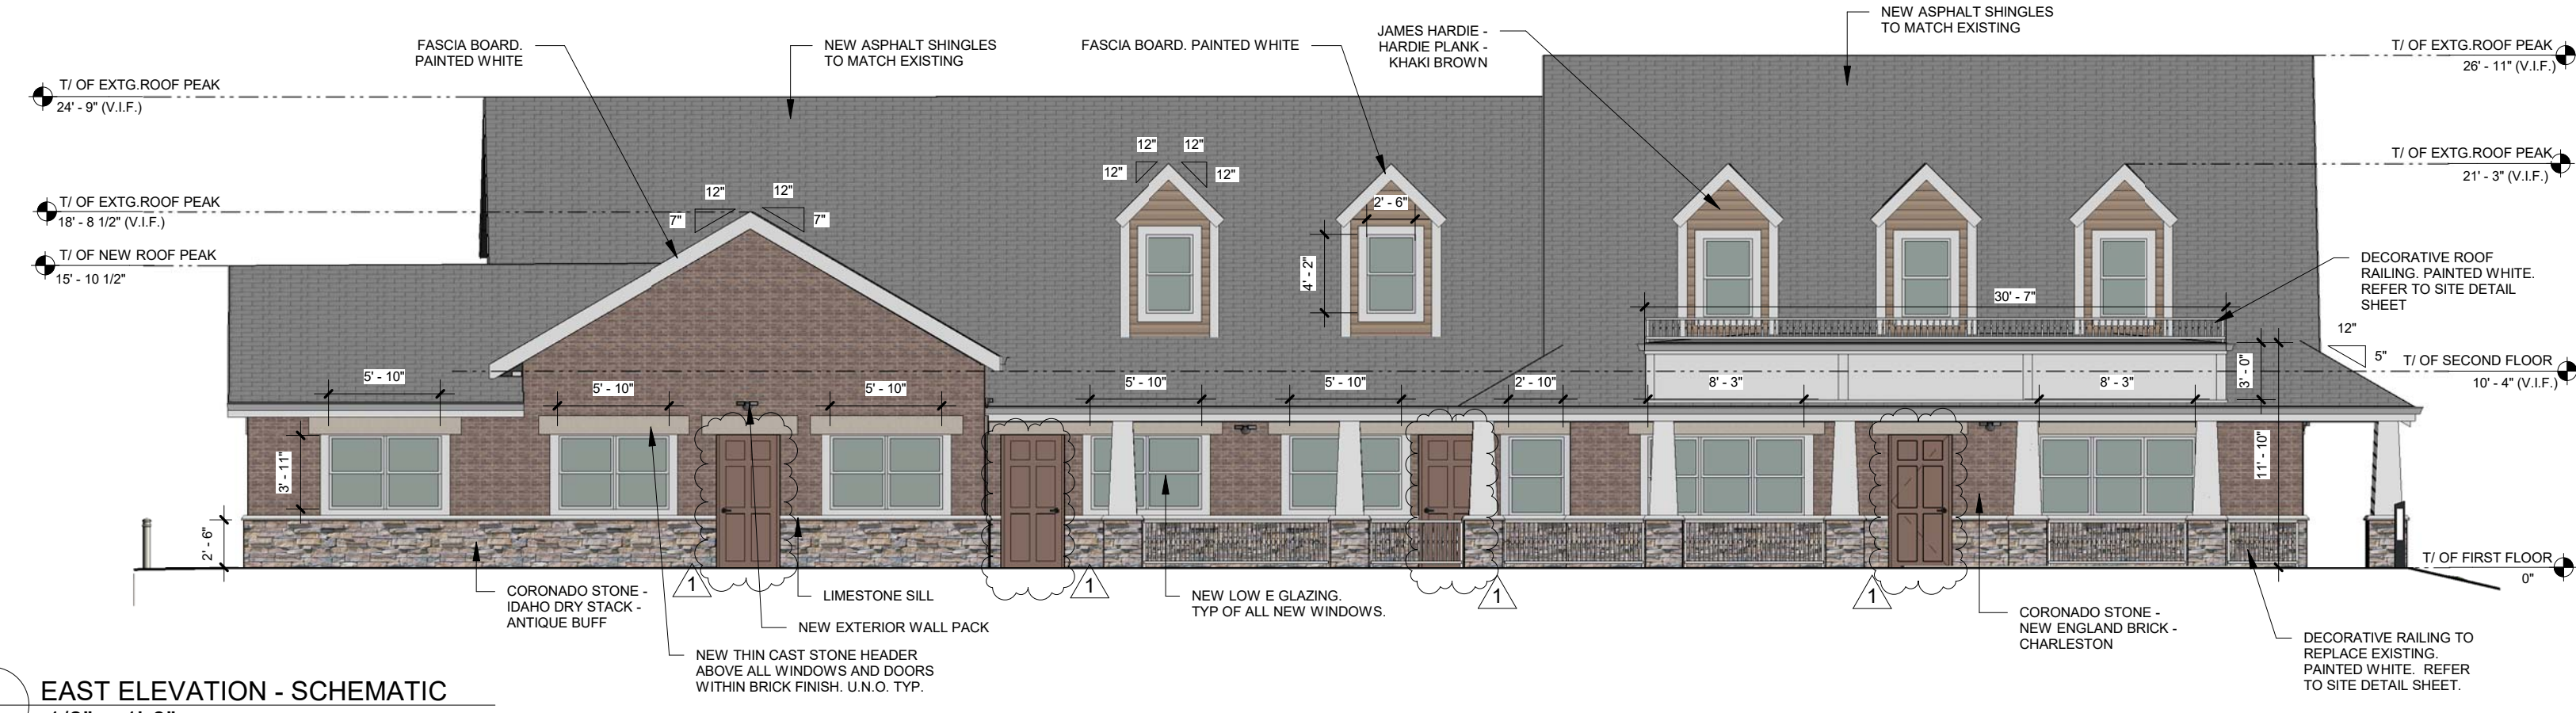 NEW ASPHALT SHINGLES
TO MATCH EXISTING
FASCIA BOARD.
PAINTED WHITE
NEW ASPHALT SHINGLES
TO MATCH EXISTING
FASCIA BOARD. PAINTED WHITE
JAMES HARDIE -
HARDIE PLANK -
KHAKI BROWN
T/ OF EXTG.ROOF PEAK
26' - 11" (V.I.F.)
T/ OF EXTG.ROOF PEAK
24' - 9" (V.I.F.)
12"
12"
12"
12"
T/ OF EXTG.ROOF PEAK
21' - 3" (V.I.F.)
T/ OF EXTG.ROOF PEAK
18' - 8 1/2" (V.I.F.)
12"
12"
7"
7"
2' - 6"
4' - 2"
T/ OF NEW ROOF PEAK
15' - 10 1/2"
DECORATIVE ROOF
RAILING. PAINTED WHITE.
REFER TO SITE DETAIL
SHEET
30' - 7"
12"
5"
T/ OF SECOND FLOOR
10' - 4" (V.I.F.)
5' - 10"
5' - 10"
5' - 10"
5' - 10"
5' - 10"
2' - 10"
8' - 3"
8' - 3"
3' - 0"
3' - 11"
11' - 10"
2' - 6"
T/ OF FIRST FLOOR
0"
1
1
1
1
CORONADO STONE -
IDAHO DRY STACK -
ANTIQUE BUFF
LIMESTONE SILL
NEW EXTERIOR WALL PACK
NEW THIN CAST STONE HEADER
ABOVE ALL WINDOWS AND DOORS
WITHIN BRICK FINISH. U.N.O. TYP.
NEW LOW E GLAZING.
TYP OF ALL NEW WINDOWS.
CORONADO STONE -
NEW ENGLAND BRICK -
CHARLESTON
DECORATIVE RAILING TO
REPLACE EXISTING.
PAINTED WHITE. REFER
TO SITE DETAIL SHEET.
EAST ELEVATION - SCHEMATIC